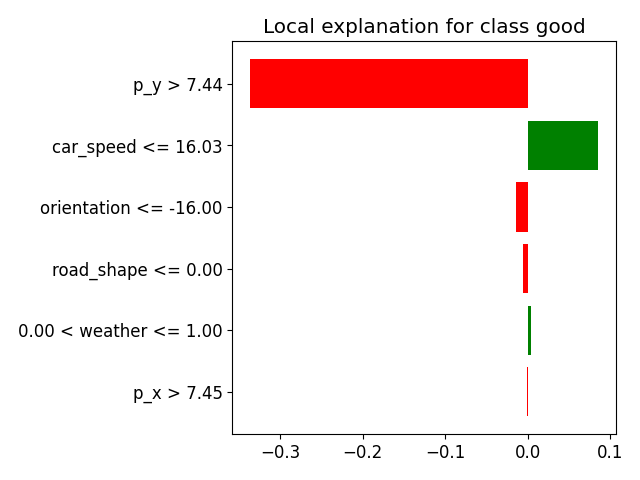 Local explanation for class good
p_y > 7.44
car_speed <= 16.03
orientation <= -16.00
road_shape <= 0.00
0.00 < weather <= 1.00
p_x > 7.45
−0.3 −0.2 −0.1 0.0 0.1